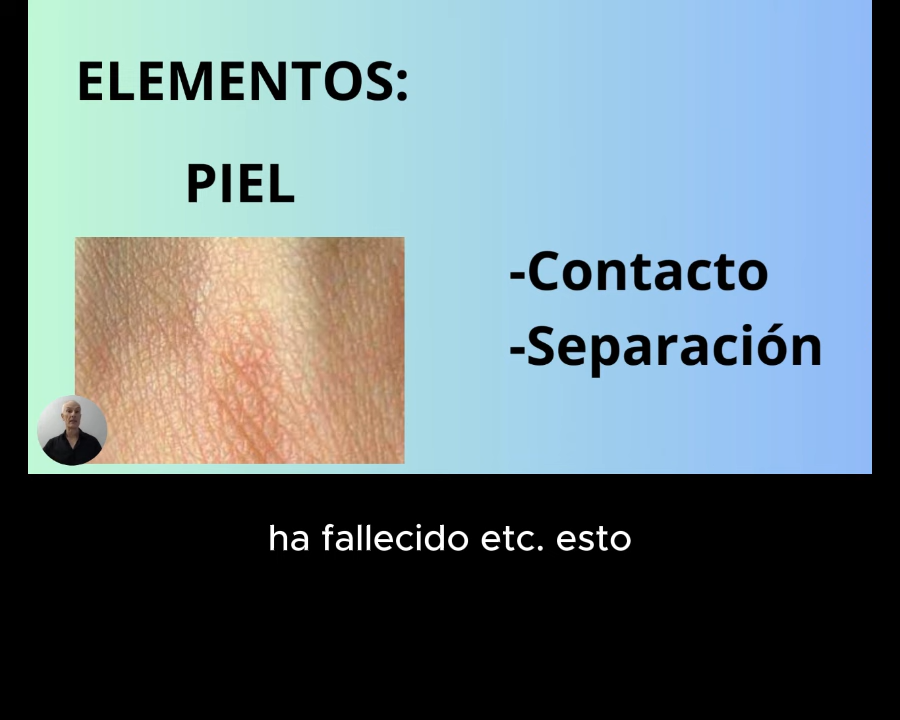 ELEMENTOS:
PIEL
-Contacto
-Separación
ha fallecido etc. esto